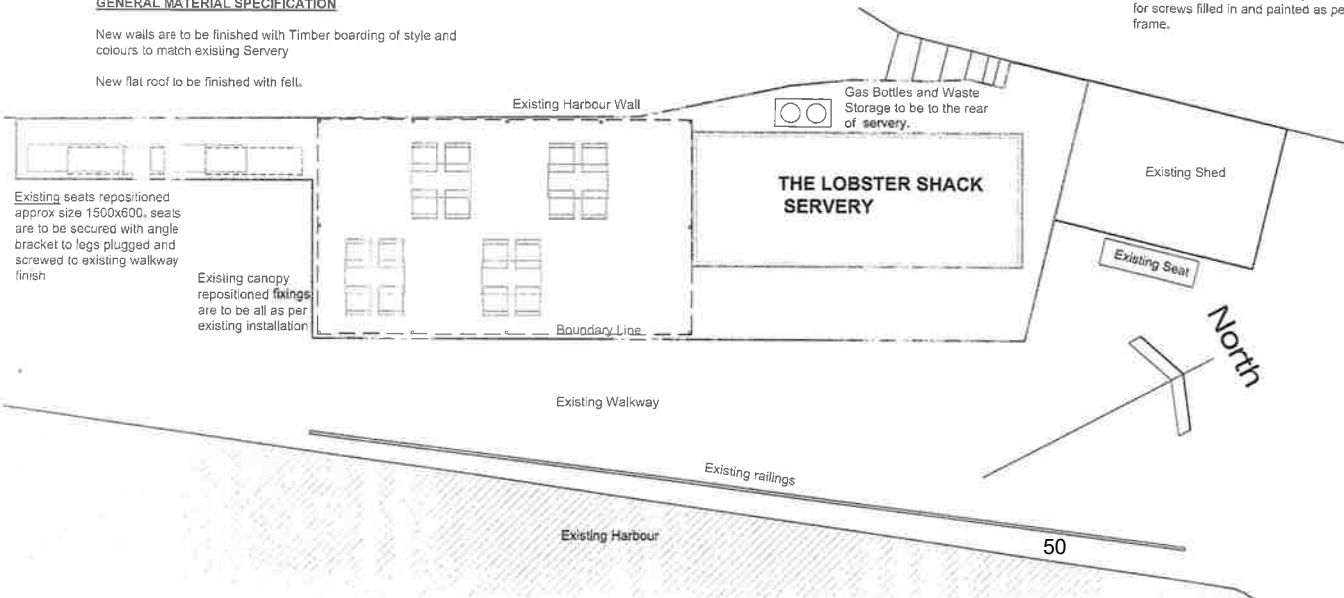 GENERAL MATERIAL SPECIFICATION
New walls are to be finished with Timber boarding of style and
colours to match existing Servery
New flat roof to be finished with felt.
for screws filled in and painted as pe
frame.
Existing Harbour Wall
Gas Bottles and Waste
Storage to be to the rear
of servery.
THE LOBSTER SHACK
SERVERY
Existing Shed
Existing Seat
Existing seats repositioned
approx size 1500x600, seats
are to be secured with angle
bracket to legs plugged and
screwed to existing walkway
finish
Existing canopy
repositioned fixings
are to be all as per
existing installation
Boundary Line
North
Existing Walkway
Existing railings
Existing Harbour
50